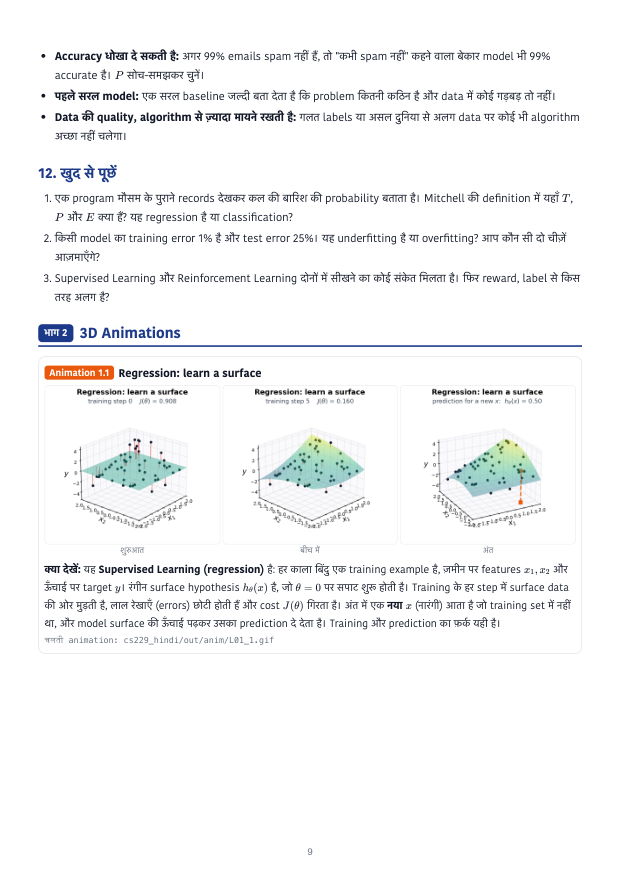 • Accuracy धोखा दे सकती है: अगर 99% emails spam नहीं हैं, तो "कभी spam नहीं" कहने वाला बेकार model भी 99%
accurate है। P सोच-समझकर चुनें।
• पहले सरल model: एक सरल baseline जल्दी बता देता है कि problem कितनी कठिन है और data में कोई गड़बड़ तो नहीं।
• Data की quality, algorithm से ज़्यादा मायने रखती है: गलत labels या असल दुनिया से अलग data पर कोई भी algorithm
अच्छा नहीं चलेगा।
12. खुद से पूछें
1. एक program मौसम के पुराने records देखकर कल की बारिश की probability बताता है। Mitchell की definition में यहाँ T,
P और E क्या हैं? यह regression है या classification?
2. किसी model का training error 1% है और test error 25%। यह underfitting है या overfitting? आप कौन सी दो चीज़ें
आज़माएँगे?
3. Supervised Learning और Reinforcement Learning दोनों में सीखने का कोई संकेत मिलता है। फिर reward, label से किस
तरह अलग है?
भाग 2 3D Animations
Animation 1.1 Regression: learn a surface
Regression: learn a surface
training step 0 J(θ) = 0.908
Regression: learn a surface
training step 5 J(θ) = 0.160
Regression: learn a surface
prediction for a new x: hθ(x) = 0.50
शुरुआत
बीच में
अंत
क्या देखें: यह Supervised Learning (regression) है: हर काला बिंदु एक training example है, ज़मीन पर features x₁, x₂ और
ऊँचाई पर target y। रंगीन surface hypothesis hθ(x) है, जो θ = 0 पर सपाट शुरू होती है। Training के हर step में surface data
की ओर मुड़ती है, लाल रेखाएँ (errors) छोटी होती हैं और cost J(θ) गिरता है। अंत में एक नया x (नारंगी) आता है जो training set में नहीं
था, और model surface की ऊँचाई पढ़कर उसका prediction दे देता है। Training और prediction का फ़र्क यही है।
चलती animation: cs229_hindi/out/anim/L01_1.gif
9